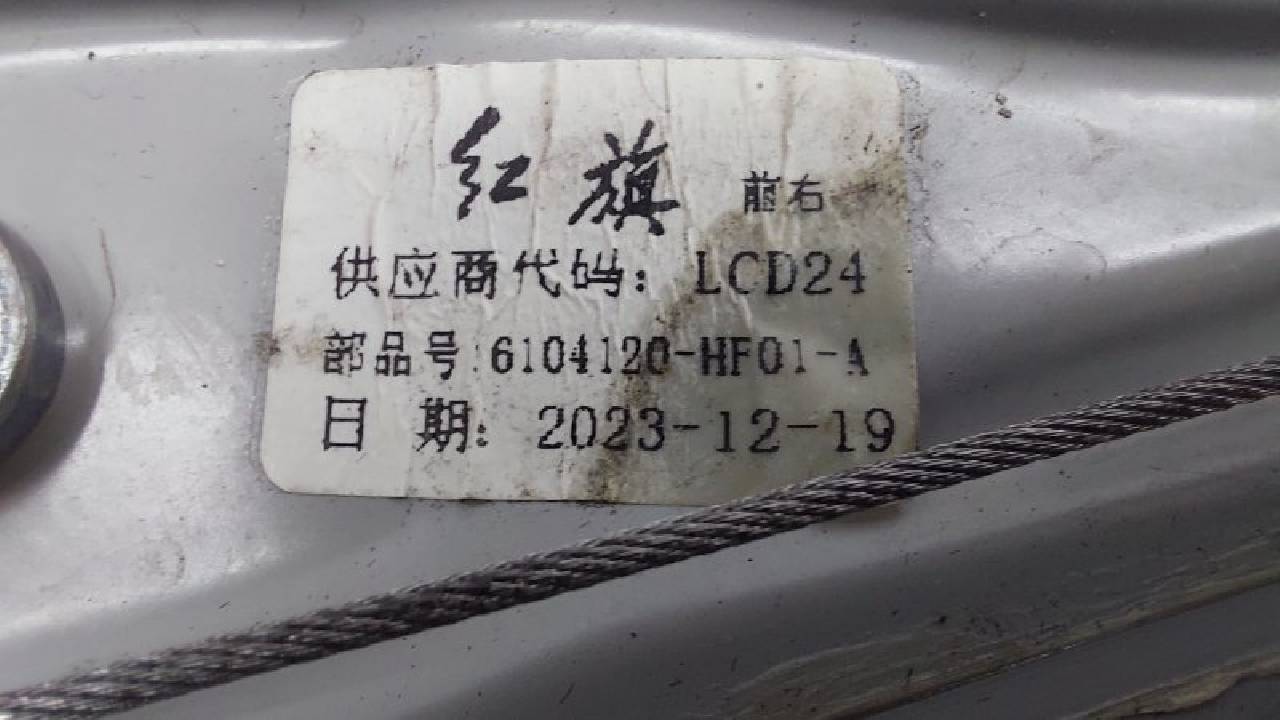 红旗 前右
供应商代码: LCD24
部品号:6104120-HF01-A
日 期: 2023-12-19